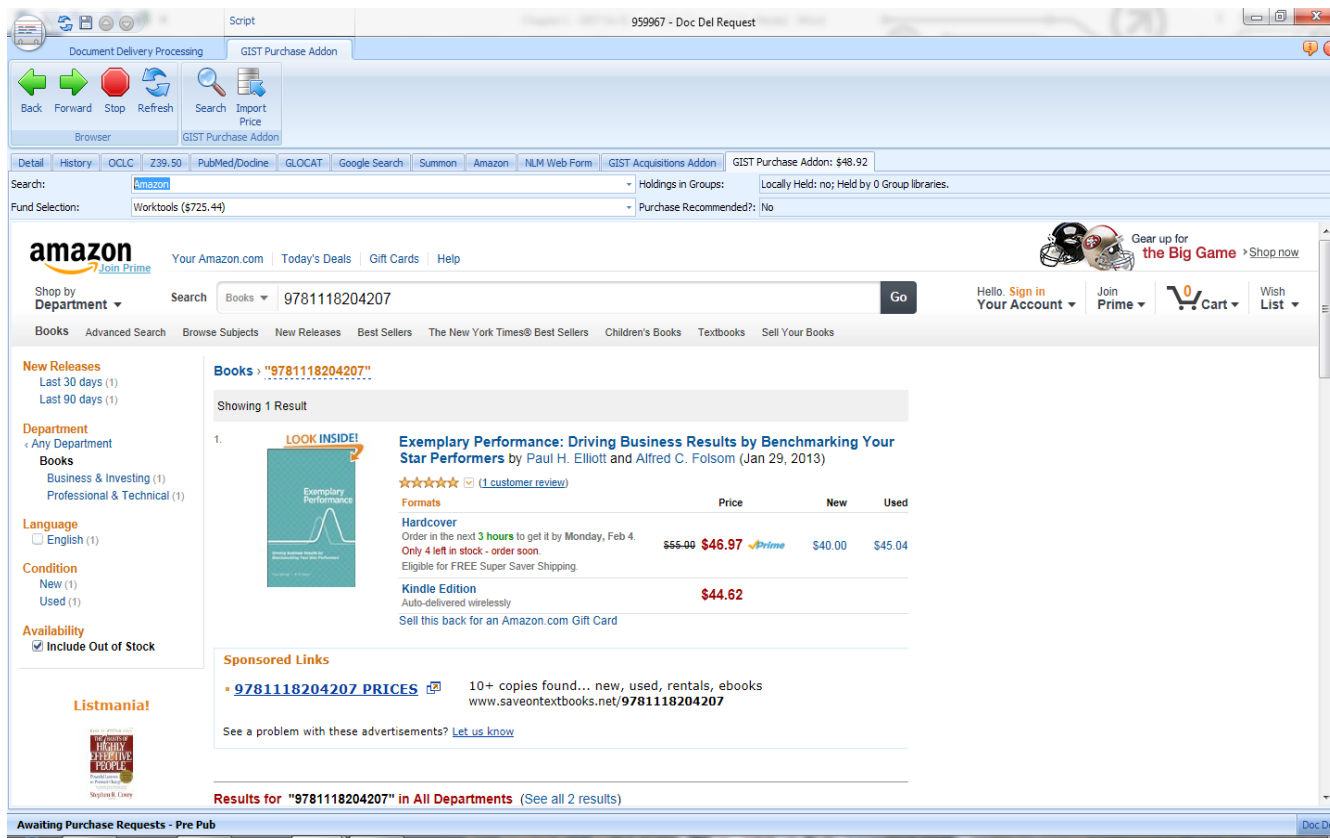 Script
959967 - Doc Del Request
Document Delivery Processing
GIST Purchase Addon
Back
Forward
Stop
Refresh
Search
Import
Price
Browser
GIST Purchase Addon
Detail
History
OCLC
Z39.50
PubMed/Docline
GLOCAT
Google Search
Summon
Amazon
NLM Web Form
GIST Acquisitions Addon
GIST Purchase Addon: $48.92
Search:
Amazon
Holdings in Groups:
Locally Held: no; Held by 0 Group libraries.
Fund Selection:
Worktools ($725.44)
Purchase Recommended?:
No
amazon
Join Prime
Your Amazon.com
Today's Deals
Gift Cards
Help
Gear up for
the Big Game
› Shop now
Shop by
Department
Search
Books
9781118204207
Go
Hello. Sign in
Your Account
Join
Prime
0
Cart
Wish
List
Books
Advanced Search
Browse Subjects
New Releases
Best Sellers
The New York Times® Best Sellers
Children's Books
Textbooks
Sell Your Books
New Releases
Last 30 days (1)
Last 90 days (1)
Department
‹ Any Department
Books
Business & Investing (1)
Professional & Technical (1)
Language
English (1)
Condition
New (1)
Used (1)
Availability
Include Out of Stock
Listmania!
HIGHLY
EFFECTIVE
PEOPLE
Stephen R. Covey
Books › "9781118204207"
Showing 1 Result
1.
LOOK INSIDE!
Exemplary
Performance
Exemplary Performance: Driving Business Results by Benchmarking Your
Star Performers by Paul H. Elliott and Alfred C. Folsom (Jan 29, 2013)
(1 customer review)
Formats
Price
New
Used
Hardcover
Order in the next 3 hours to get it by Monday, Feb 4.
Only 4 left in stock - order soon.
Eligible for FREE Super Saver Shipping.
$55.00 $46.97 Prime
$40.00
$45.04
Kindle Edition
Auto-delivered wirelessly
$44.62
Sell this back for an Amazon.com Gift Card
Sponsored Links
9781118204207 PRICES
10+ copies found... new, used, rentals, ebooks
www.saveontextbooks.net/9781118204207
See a problem with these advertisements? Let us know
Results for "9781118204207" in All Departments (See all 2 results)
Awaiting Purchase Requests - Pre Pub